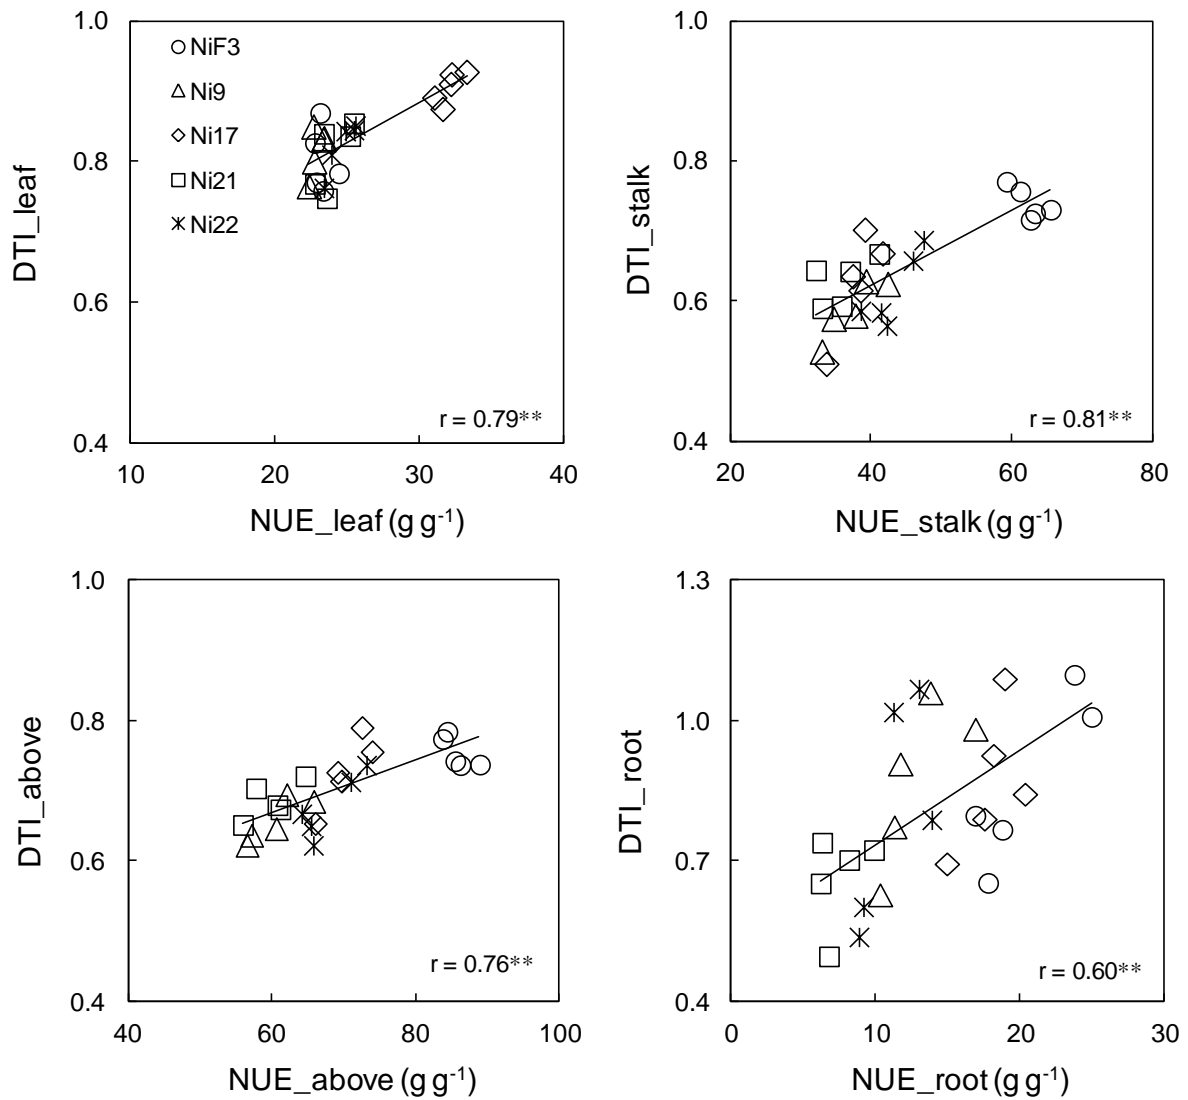 1.0
0.8
0.6
0.4
DTI_leaf
NiF3
Ni9
Ni17
Ni21
Ni22
r = 0.79**
10 20 30 40
NUE_leaf (g g-1)
1.0
0.8
0.6
0.4
DTI_stalk
r = 0.81**
20 40 60 80
NUE_stalk (g g-1)
1.0
0.8
0.6
0.4
DTI_above
r = 0.76**
40 60 80 100
NUE_above (g g-1)
1.3
1.0
0.7
0.4
DTI_root
r = 0.60**
0 10 20 30
NUE_root (g g-1)